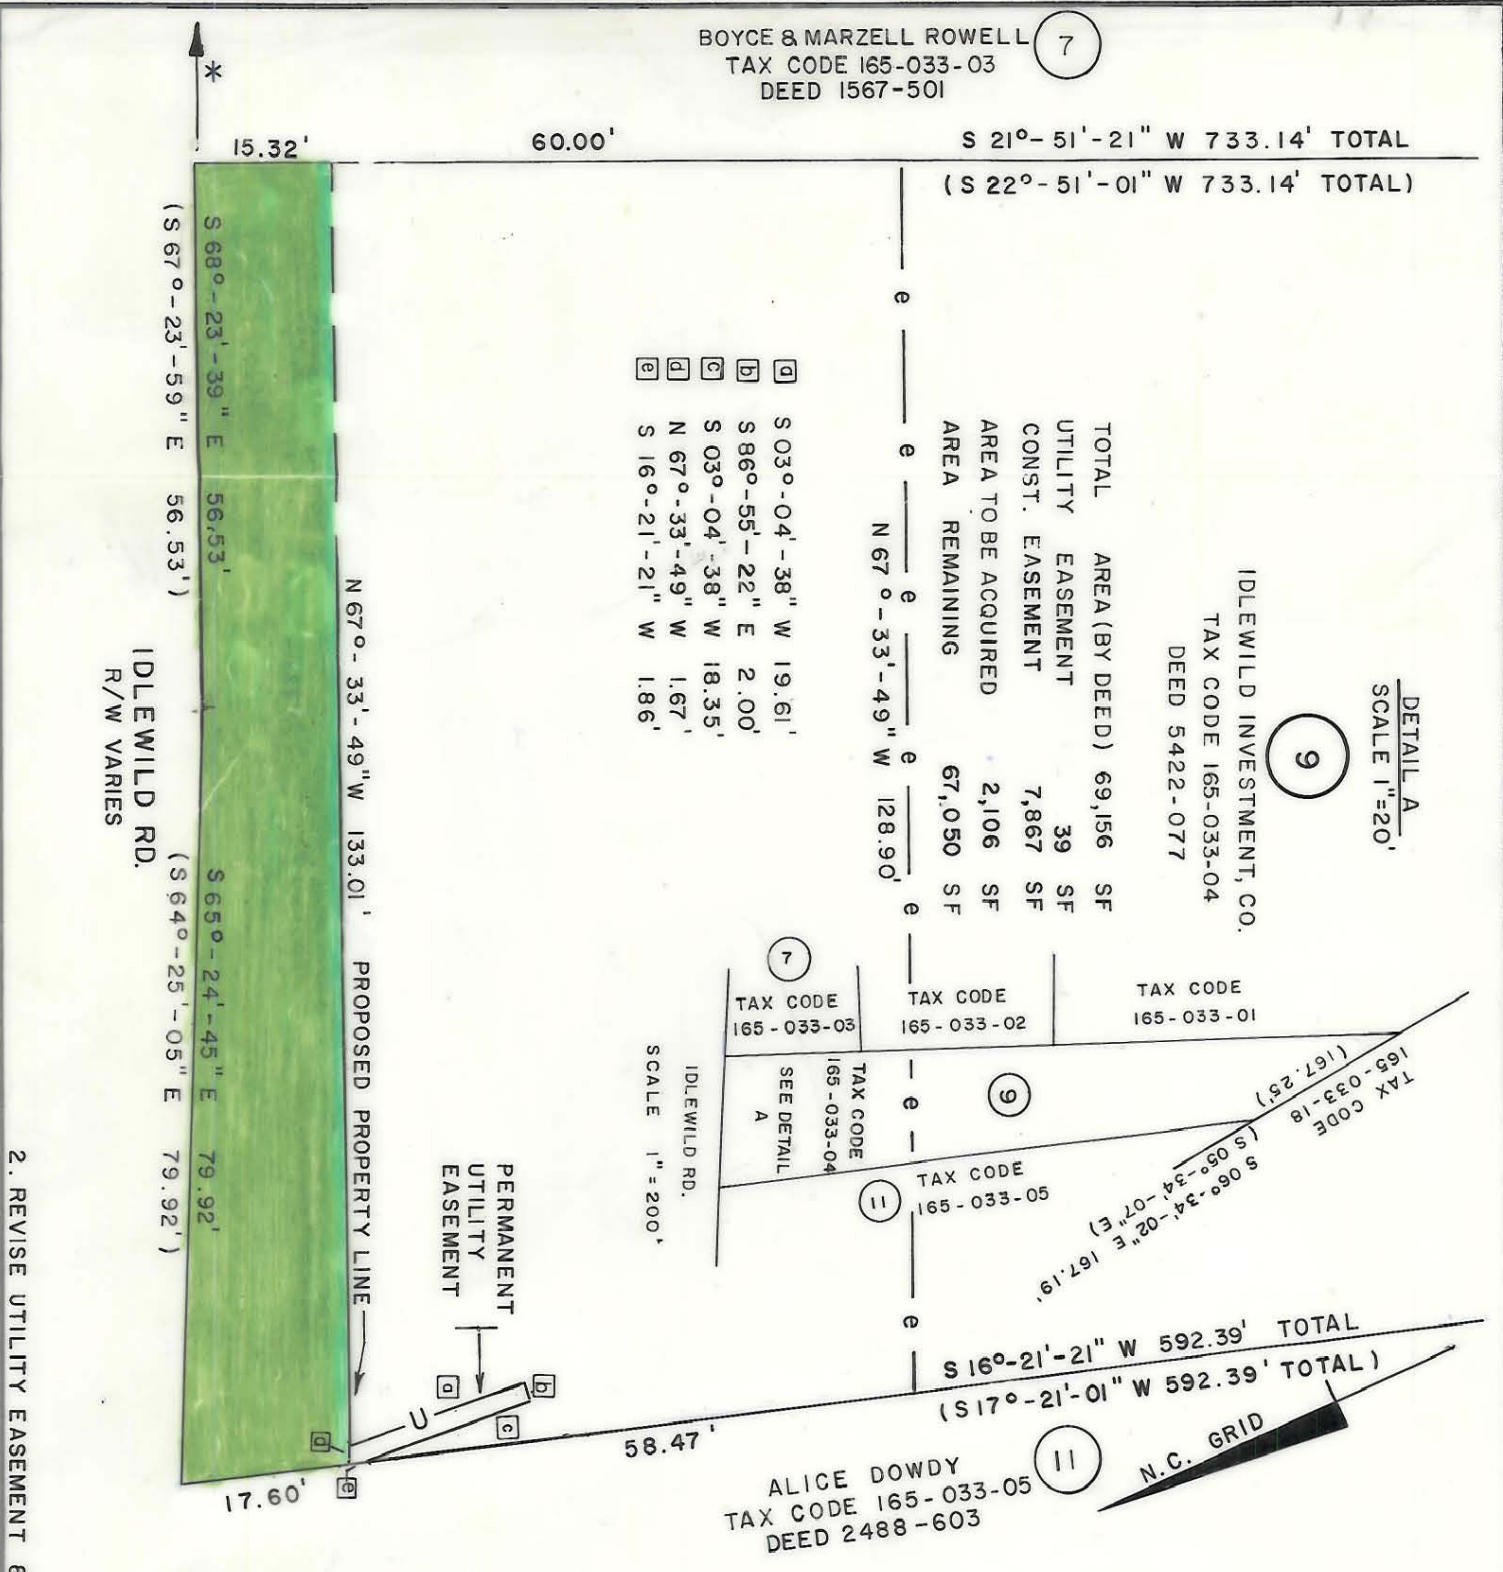 BOYCE & MARZELL ROWELL 7
TAX CODE 165-033-03
DEED 1567-501
*
15.32'
60.00'
S 21°-51'-21" W 733.14' TOTAL
(S 22°-51'-01" W 733.14' TOTAL)
DETAIL A
SCALE 1"=20'
9
IDLEWILD INVESTMENT, CO.
TAX CODE 165-033-04
DEED 5422-077
TOTAL AREA (BY DEED) 69,156 SF
UTILITY EASEMENT 39 SF
CONST. EASEMENT 7,867 SF
AREA TO BE ACQUIRED 2,106 SF
AREA REMAINING 67,050 SF
e e e e e e e
N 67°-33'-49" W 128.90'
a S 03°-04'-38" W 19.61'
b S 86°-55'-22" E 2.00'
c S 03°-04'-38" W 18.35'
d N 67°-33'-49" W 1.67'
e S 16°-21'-21" W 1.86'
N 67°-33'-49" W 133.01' PROPOSED PROPERTY LINE
S 68°-23'-39" E 56.53'
(S 67°-23'-59" E 56.53')
S 65°-24'-45" E 79.92'
(S 64°-25'-05" E 79.92')
IDLEWILD RD.
R/W VARIES
7
TAX CODE
165-033-03
TAX CODE
165-033-02
TAX CODE
165-033-01
TAX CODE
165-033-04
SEE DETAIL
A
9
TAX CODE
165-033-18
(167.25')
(S 05°-34'-07" E)
S 06°-34'-02" E 167.19'
11
TAX CODE
165-033-05
IDLEWILD RD.
SCALE 1"=200'
PERMANENT
UTILITY
EASEMENT
a
b
c
U
d
e
17.60'
58.47'
S 16°-21'-21" W 592.39' TOTAL
(S 17°-21'-01" W 592.39' TOTAL)
N.C. GRID
11
ALICE DOWDY
TAX CODE 165-033-05
DEED 2488-603
2. REVISE UTILITY EASEMENT &